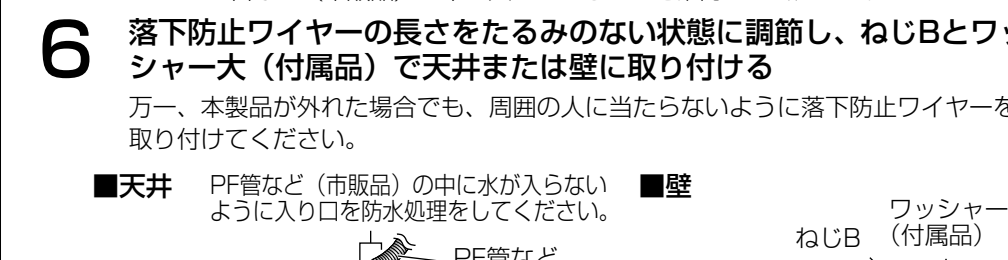 6 落下防止ワイヤーの長さをたるみのない状態に調節し、ねじBとワッ
シャー大（付属品）で天井または壁に取り付ける
万一、本製品が外れた場合でも、周囲の人に当たらないように落下防止ワイヤーを
取り付けてください。
■天井
PF管など（市販品）の中に水が入らない
ように入り口を防水処理をしてください。
PF管など
■壁
ワッシャー
（付属品）
ねじB